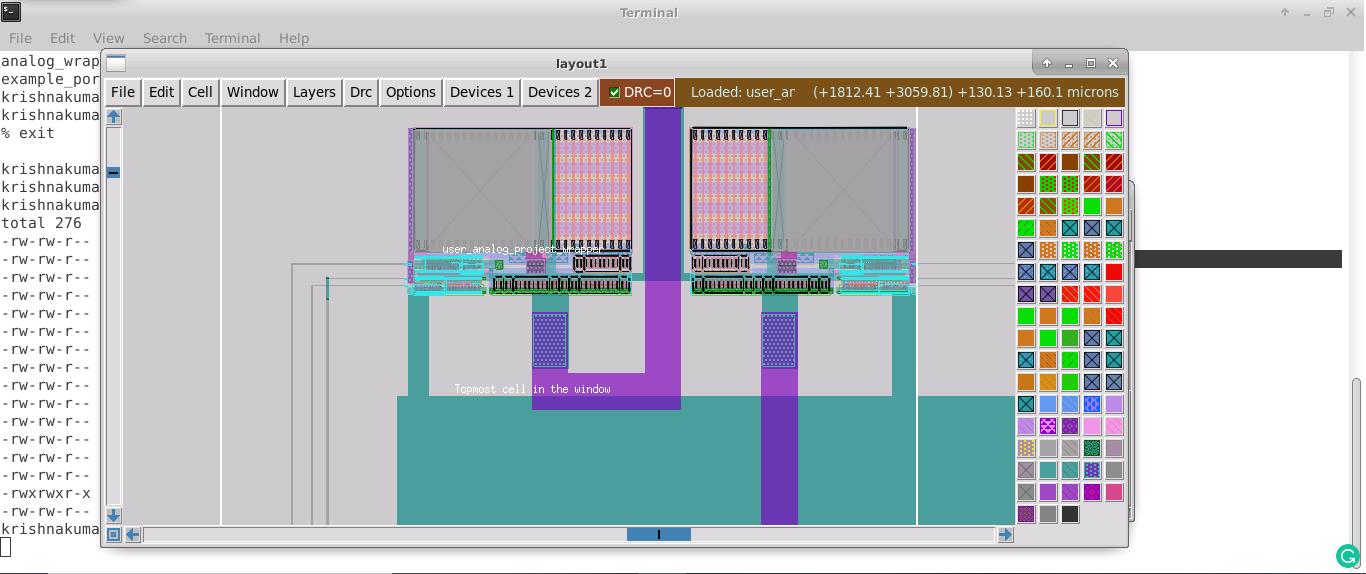 Terminal
File Edit View Search Terminal Help
analog_wrap
example_por
krishnakuma
krishnakuma
% exit
krishnakuma
krishnakuma
krishnakuma
total 276
-rw-rw-r--
-rw-rw-r--
-rw-rw-r--
-rw-rw-r--
-rw-rw-r--
-rw-rw-r--
-rw-rw-r--
-rw-rw-r--
-rw-rw-r--
-rw-rw-r--
-rw-rw-r--
-rw-rw-r--
-rw-rw-r--
-rw-rw-r--
-rwxrwxr-x
-rw-rw-r--
krishnakuma
layout1
File Edit Cell Window Layers Drc Options Devices 1 Devices 2 DRC=0 Loaded: user_ar (+1812.41 +3059.81) +130.13 +160.1 microns
user_analog_project_wrapper
Topmost cell in the window